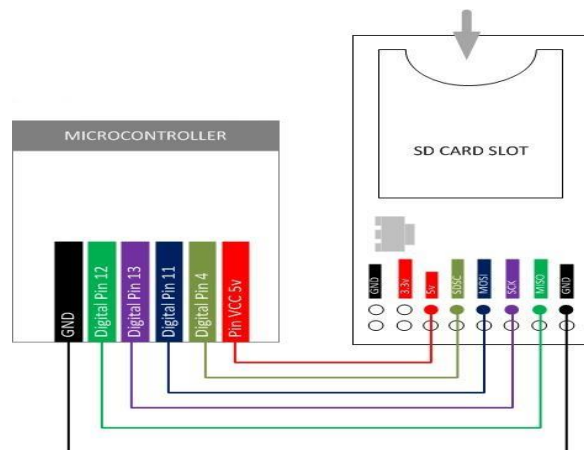 MICROCONTROLLER
GND
Digital Pin 12
Digital Pin 13
Digital Pin 11
Digital Pin 4
Pin VCC 5v
SD CARD SLOT
GND
3.3v
5v
SDSC
MOSI
SCK
MISO
GND